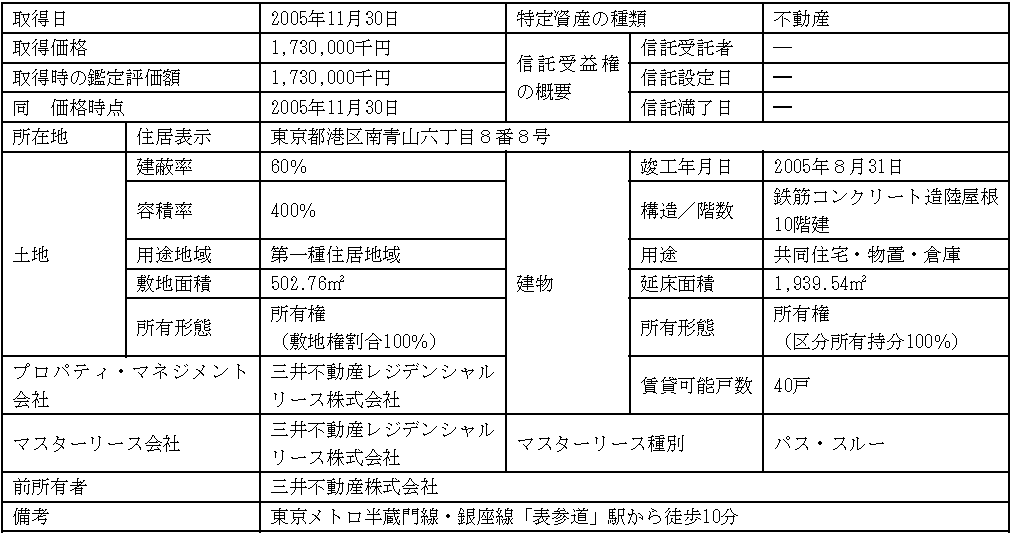 取得日 2005年11月30日 特定資産の種類 不動産
取得価格 1,730,000千円 信託受益権の概要 信託受託者 ―
取得時の鑑定評価額 1,730,000千円 信託設定日 ―
同　価格時点 2005年11月30日 信託満了日 ―
所在地 住居表示 東京都港区南青山六丁目８番８号
土地 建蔽率 60% 建物 竣工年月日 2005年８月31日
容積率 400% 構造／階数 鉄筋コンクリート造陸屋根
10階建
用途地域 第一種住居地域 用途 共同住宅・物置・倉庫
敷地面積 502.76㎡ 延床面積 1,939.54㎡
所有形態 所有権
（敷地権割合100%） 所有形態 所有権
（区分所有持分100%）
プロパティ・マネジメント
会社 三井不動産レジデンシャル
リース株式会社 賃貸可能戸数 40戸
マスターリース会社 三井不動産レジデンシャル
リース株式会社 マスターリース種別 パス・スルー
前所有者 三井不動産株式会社
備考 東京メトロ半蔵門線・銀座線「表参道」駅から徒歩10分